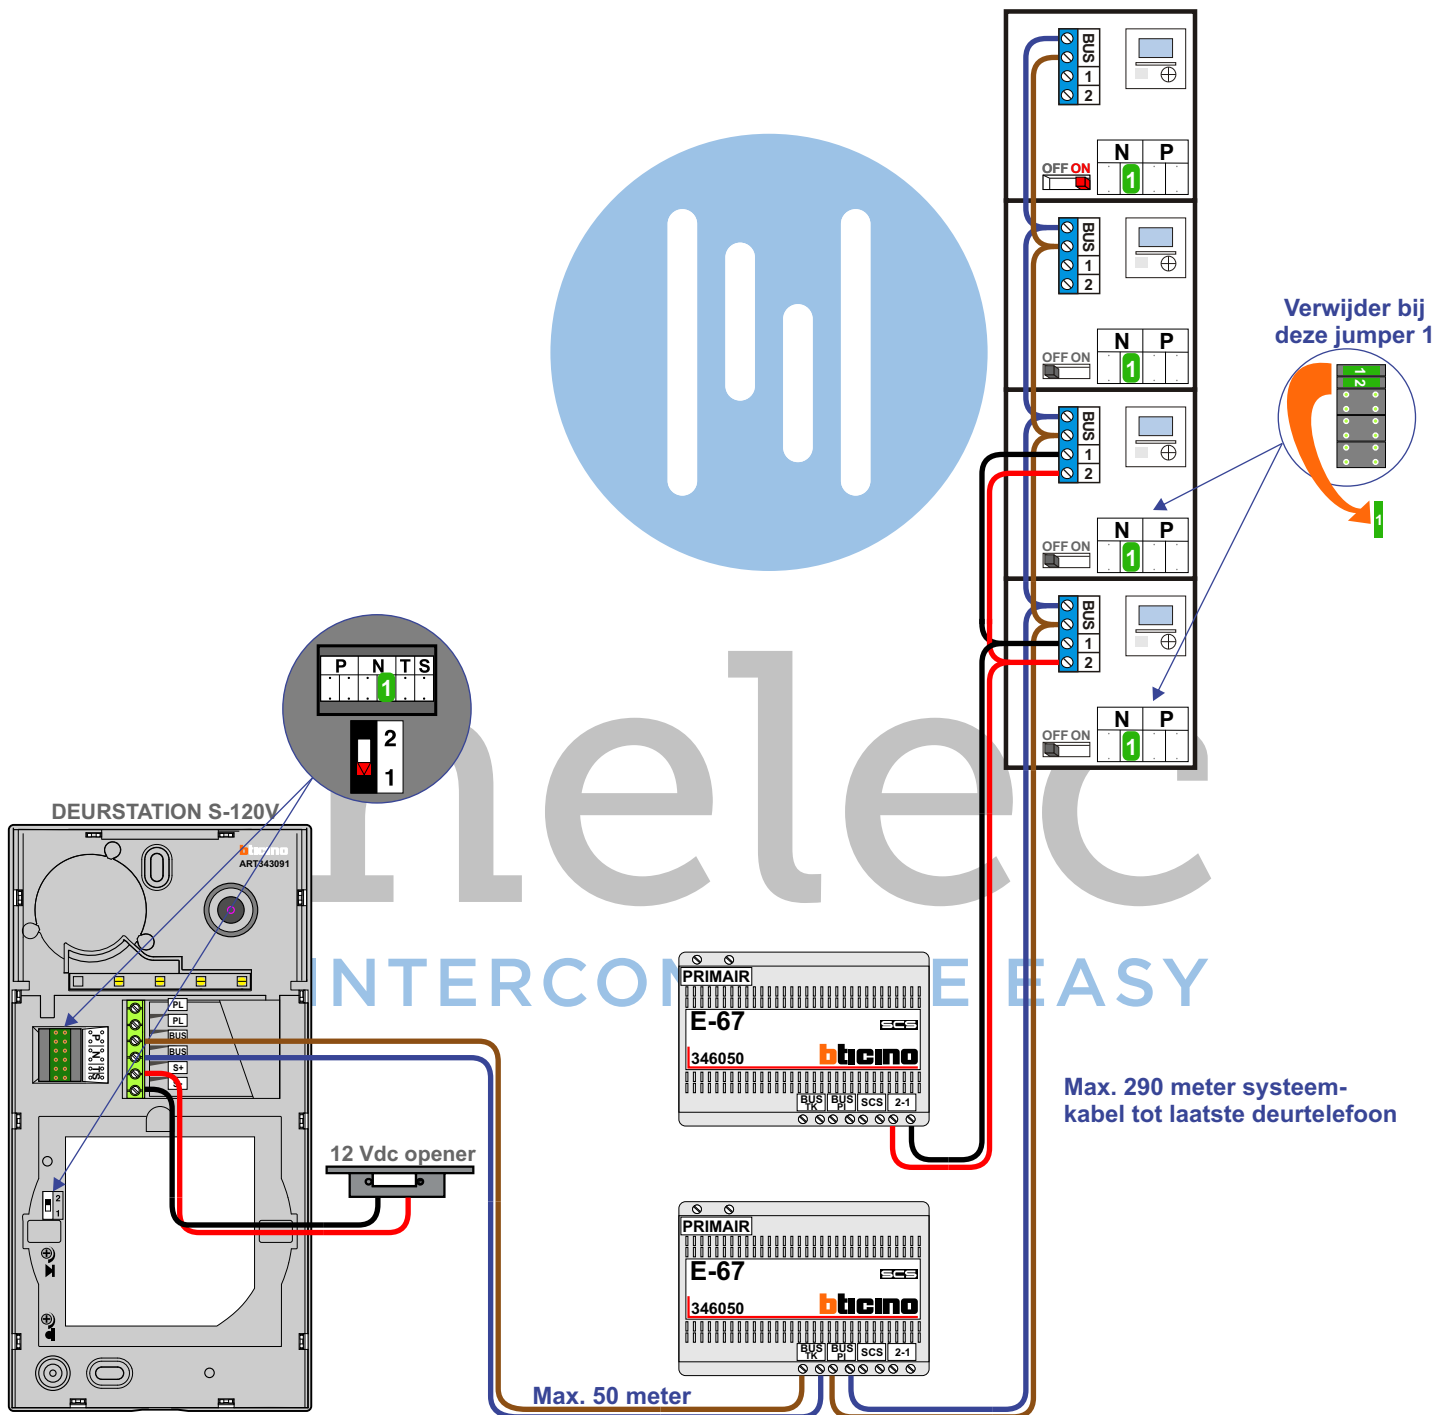 BUS
1
2
OFF ON
N P
1
BUS
1
2
OFF ON
N P
1
Verwijder bij
deze jumper 1
1
2
1
BUS
1
2
OFF ON
N P
1
BUS
1
2
OFF ON
N P
1
P N T S
1
2
1
DEURSTATION S-120V
bticino
ART343091
nelec
PL
PL
BUS
BUS
S+
P N T S
2
1
12 Vdc opener
PRIMAIR
E-67
SCS
346050
bticino
BUS TK
BUS PI
SCS
2-1
Max. 290 meter systeem-
kabel tot laatste deurtelefoon
PRIMAIR
E-67
SCS
346050
bticino
BUS TK
BUS PI
SCS
2-1
Max. 50 meter